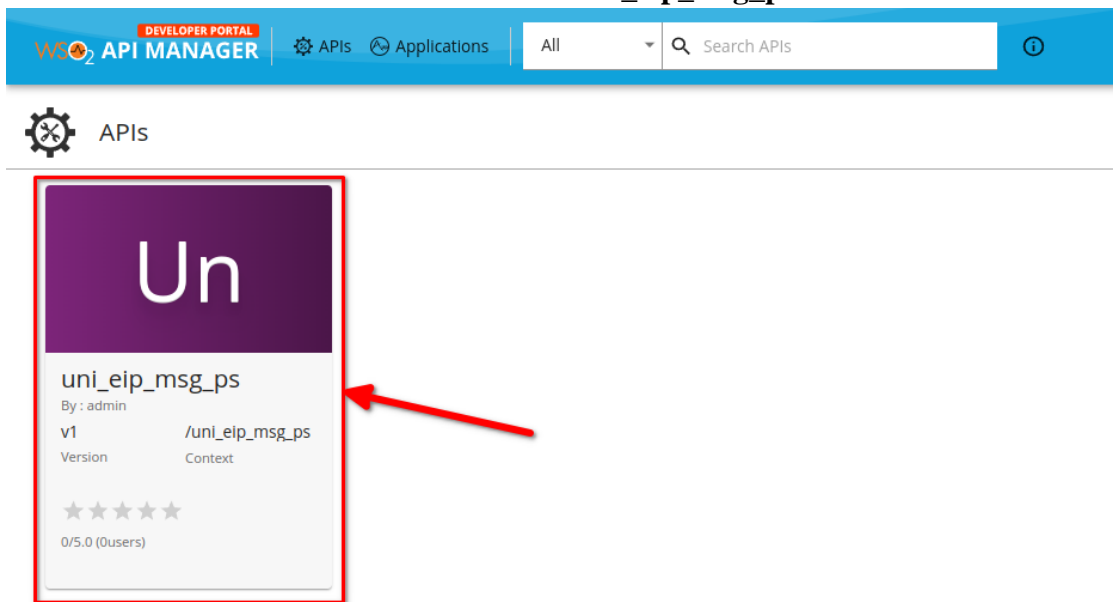 DEVELOPER PORTAL
WSO2 API MANAGER
APIs
Applications
All
Search APIs
APIs
Un
uni_eip_msg_ps
By : admin
v1 /uni_eip_msg_ps
Version Context
0/5.0 (0users)